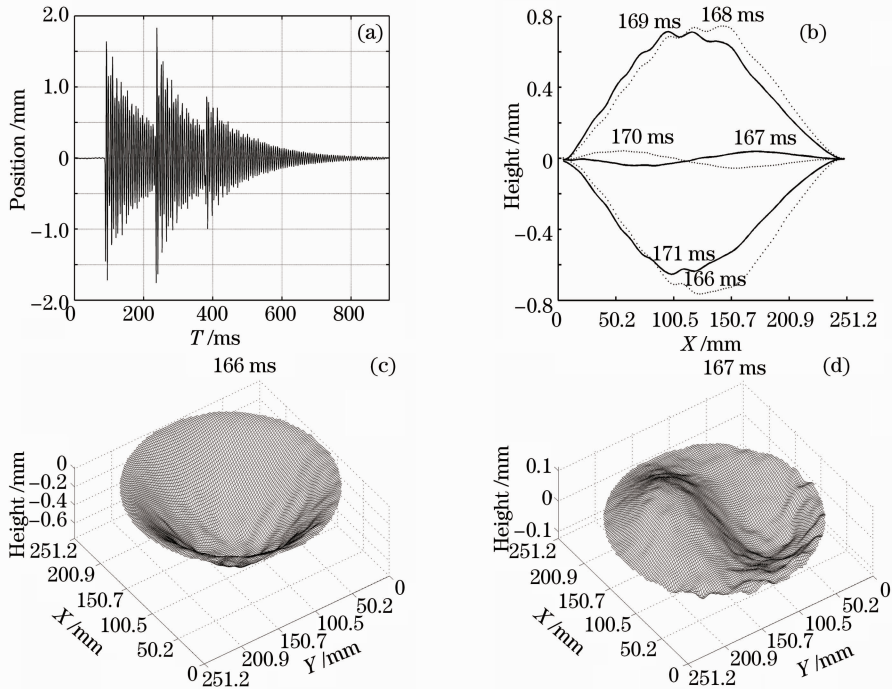 (a)
2.0
1.0
0
−1.0
−2.0
Position /mm
0
200
400
600
800
T /ms
(b)
0.8
0.4
0
−0.4
−0.8
Height /mm
169 ms
168 ms
170 ms
167 ms
171 ms
166 ms
0
50.2
100.5
150.7
200.9
251.2
X /mm
166 ms
(c)
0
−0.2
−0.4
−0.6
Height /mm
251.2
200.9
150.7
100.5
50.2
0
X /mm
0
50.2
100.5
150.7
200.9
251.2
Y /mm
167 ms
(d)
0.1
0
−0.1
Height /mm
251.2
200.9
150.7
100.5
50.2
0
X /mm
0
50.2
100.5
150.7
200.9
251.2
Y /mm